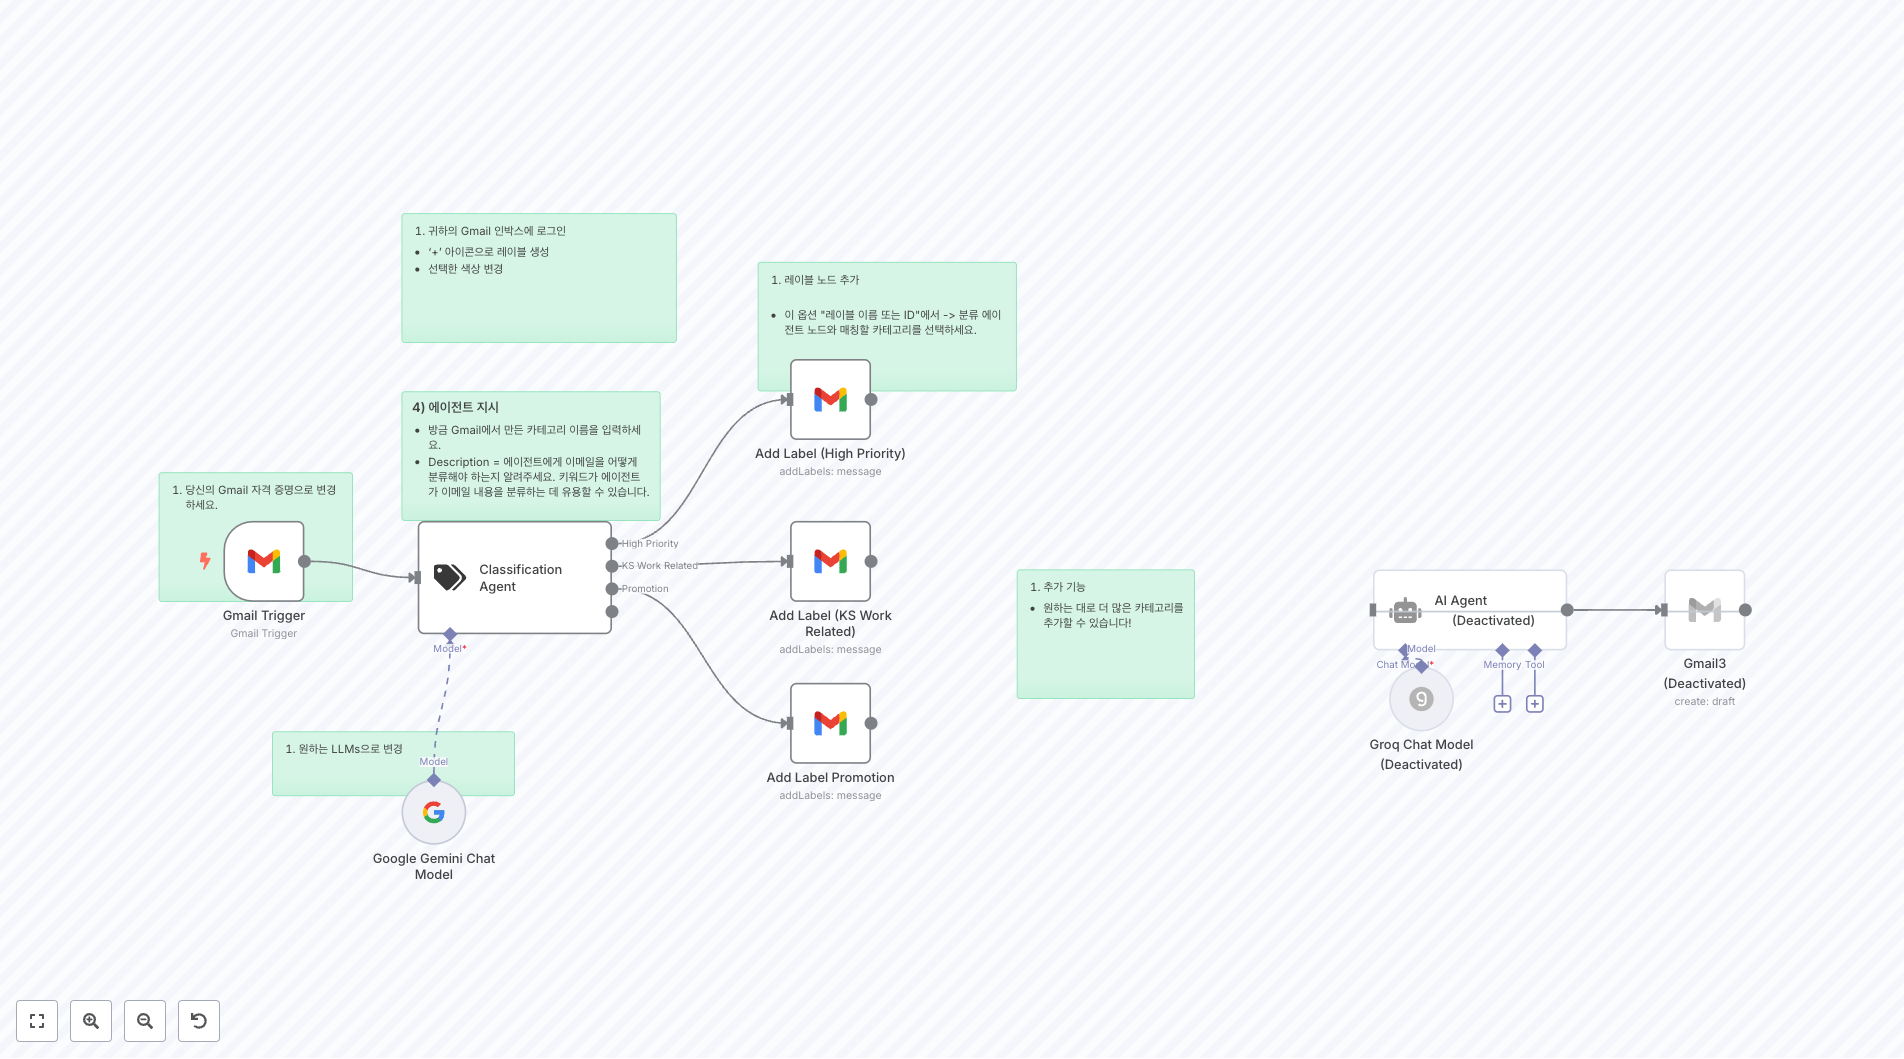 1. 귀하의 Gmail 인박스에 로그인
• ‘+’ 아이콘으로 레이블 생성
• 선택한 색상 변경
1. 레이블 노드 추가
• 이 옵션 "레이블 이름 또는 ID"에서 -> 분류 에이
전트 노드와 매칭할 카테고리를 선택하세요.
4) 에이전트 지시
• 방금 Gmail에서 만든 카테고리 이름을 입력하세
요.
• Description = 에이전트에게 이메일을 어떻게
분류해야 하는지 알려주세요. 키워드가 에이전트
가 이메일 내용을 분류하는 데 유용할 수 있습니다.
1. 당신의 Gmail 자격 증명으로 변경
하세요.
Gmail Trigger
Gmail Trigger
Classification
Agent
High Priority
KS Work Related
Promotion
Model*
1. 원하는 LLMs으로 변경
Model
Google Gemini Chat
Model
Add Label (High Priority)
addLabels: message
Add Label (KS Work
Related)
addLabels: message
Add Label Promotion
addLabels: message
1. 추가 기능
• 원하는 대로 더 많은 카테고리를
추가할 수 있습니다!
AI Agent
(Deactivated)
Model
Chat Model*
Memory
Tool
Groq Chat Model
(Deactivated)
Gmail3
(Deactivated)
create: draft